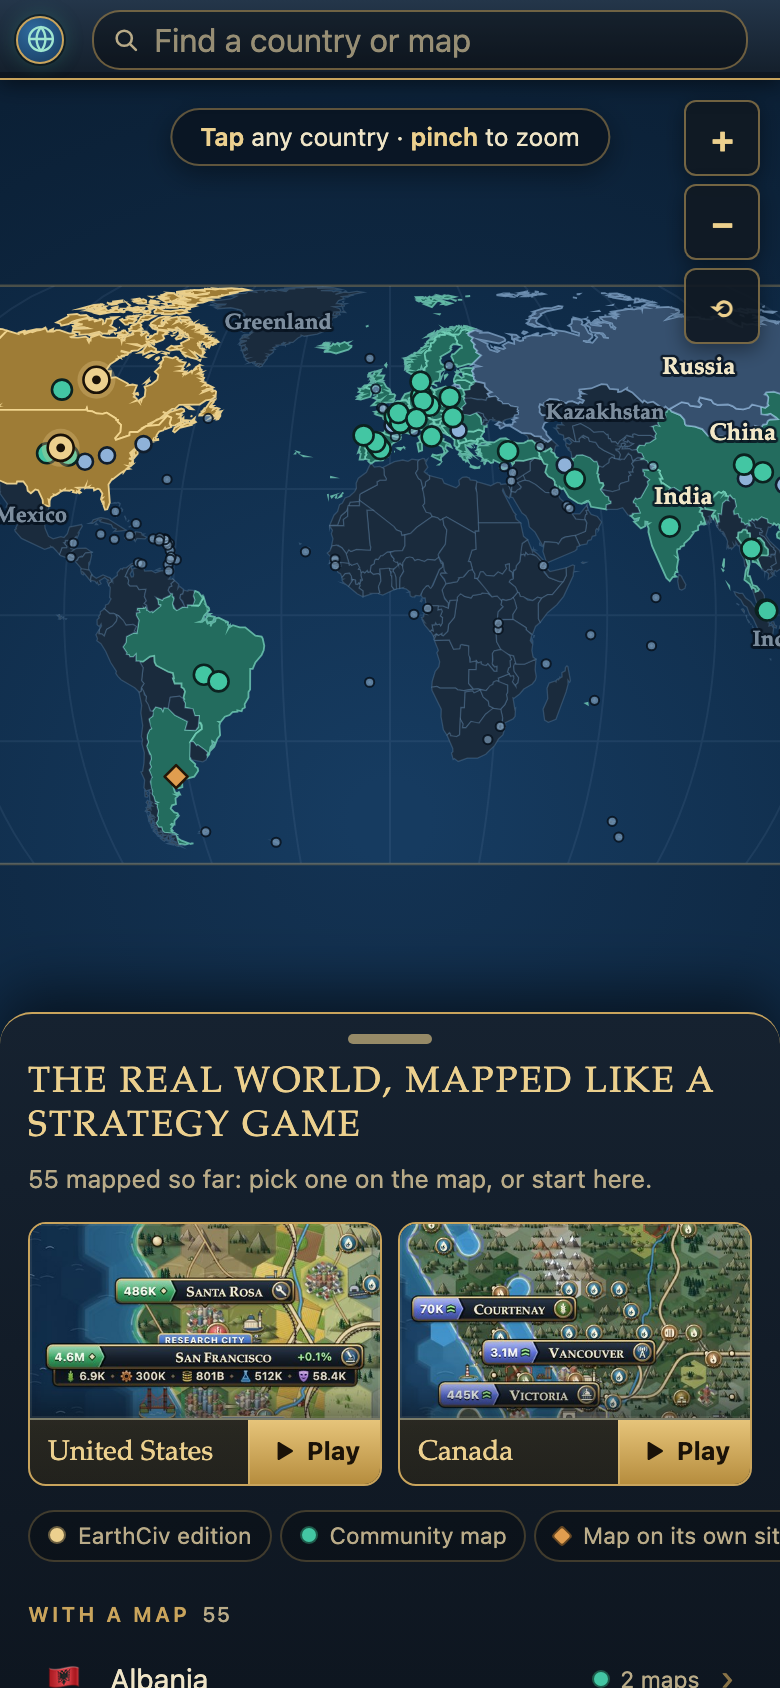 Find a country or map
Tap any country · pinch to zoom
+
−
Greenland
Russia
Kazakhstan
China
India
Mexico
THE REAL WORLD, MAPPED LIKE A
STRATEGY GAME
55 mapped so far: pick one on the map, or start here.
486K SANTA ROSA
RESEARCH CITY
4.6M SAN FRANCISCO +0.1%
6.9K • 300K • 801B • 512K • 58.4K
United States
Play
70K COURTENAY
3.1M VANCOUVER
445K VICTORIA
Canada
Play
EarthCiv edition
Community map
Map on its own sit
WITH A MAP 55
Albania
2 maps